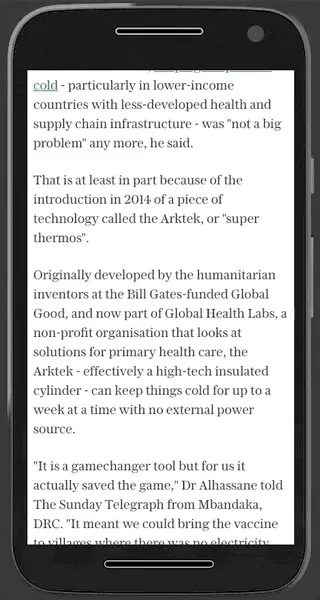 cold - particularly in lower-income
countries with less-developed health and
supply chain infrastructure - was "not a big
problem" any more, he said.
That is at least in part because of the
introduction in 2014 of a piece of
technology called the Arktek, or "super
thermos".
Originally developed by the humanitarian
inventors at the Bill Gates-funded Global
Good, and now part of Global Health Labs, a
non-profit organisation that looks at
solutions for primary health care, the
Arktek - effectively a high-tech insulated
cylinder - can keep things cold for up to a
week at a time with no external power
source.
"It is a gamechanger tool but for us it
actually saved the game," Dr Alhassane told
The Sunday Telegraph from Mbandaka,
DRC. "It meant we could bring the vaccine
to villages where there was no electricity